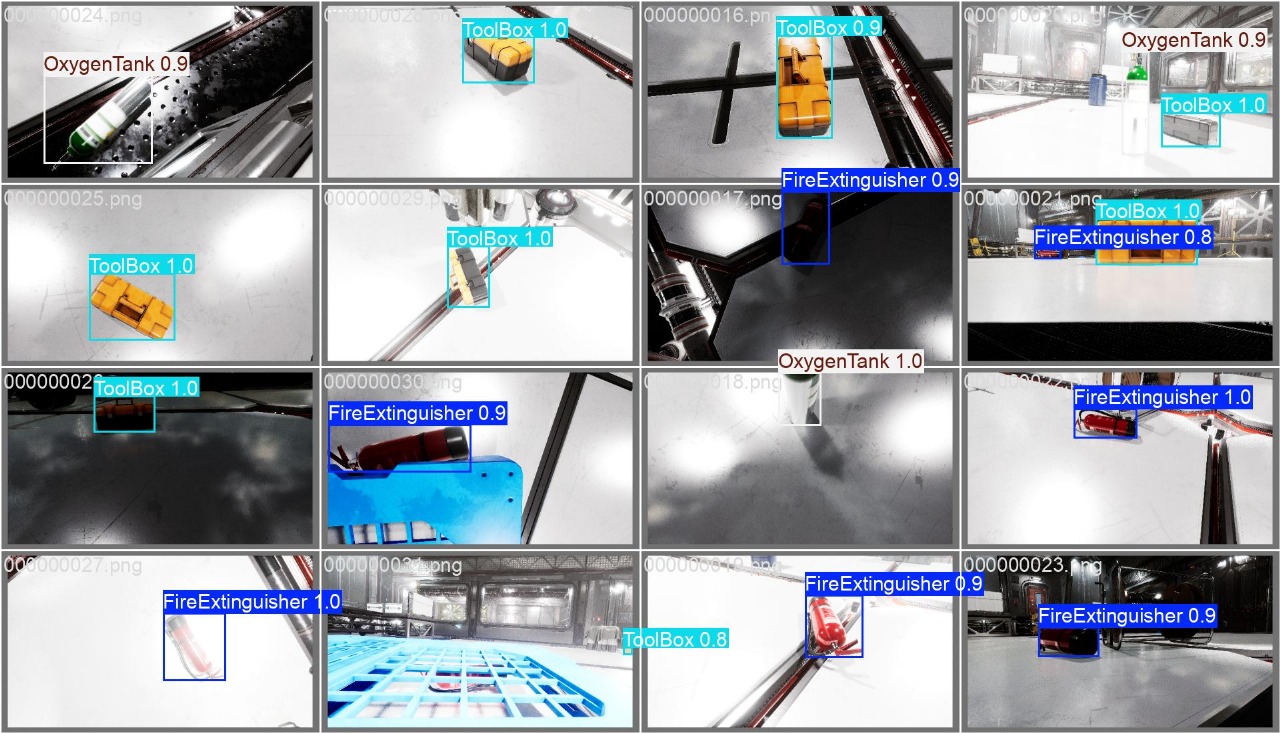 000000024.png
ToolBox 1.0
000000016.png
ToolBox 0.9
OxygenTank 0.9
OxygenTank 0.9
ToolBox 1.0
000000025.png
000000029.png
ToolBox 1.0
ToolBox 1.0
FireExtinguisher 0.9
000000017.png
000000021.png
ToolBox 1.0
FireExtinguisher 0.8
ToolBox 1.0
000000030.png
FireExtinguisher 0.9
OxygenTank 1.0
000000018.png
FireExtinguisher 1.0
000000027.png
FireExtinguisher 1.0
000000031.png
ToolBox 0.8
FireExtinguisher 0.9
000000023.png
FireExtinguisher 0.9